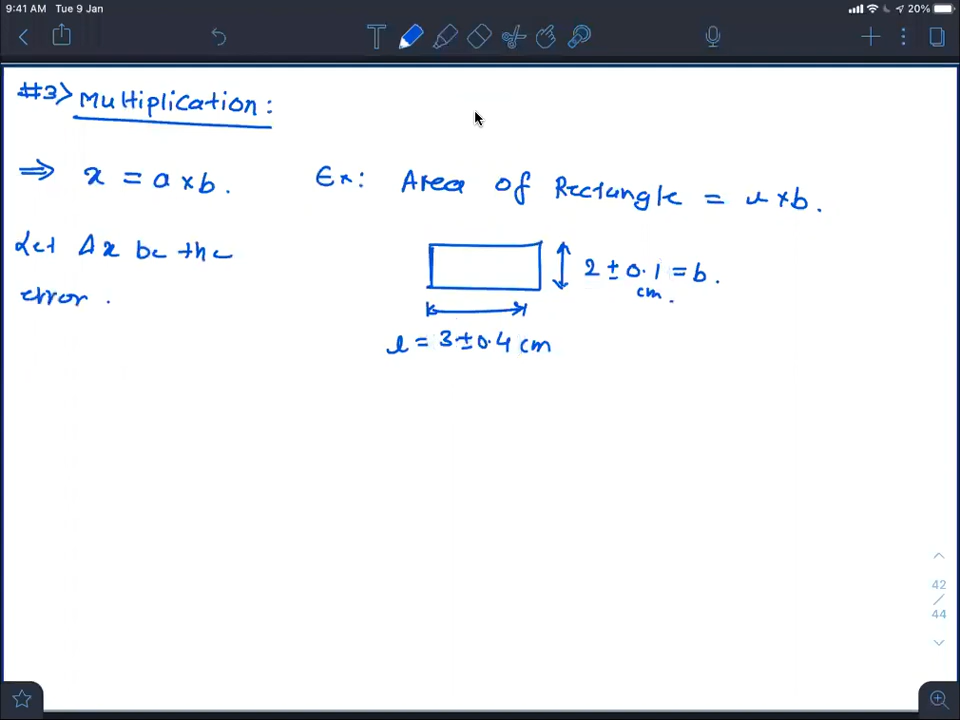 9:41 AM Tue 9 Jan
20%
#3> Multiplication:
⇒ x = a × b. Ex: Area of Rectangle = l × b.
Let Δx be the
error.
2 ± 0.1 = b.
cm.
l = 3 ± 0.4 cm
42
/
44